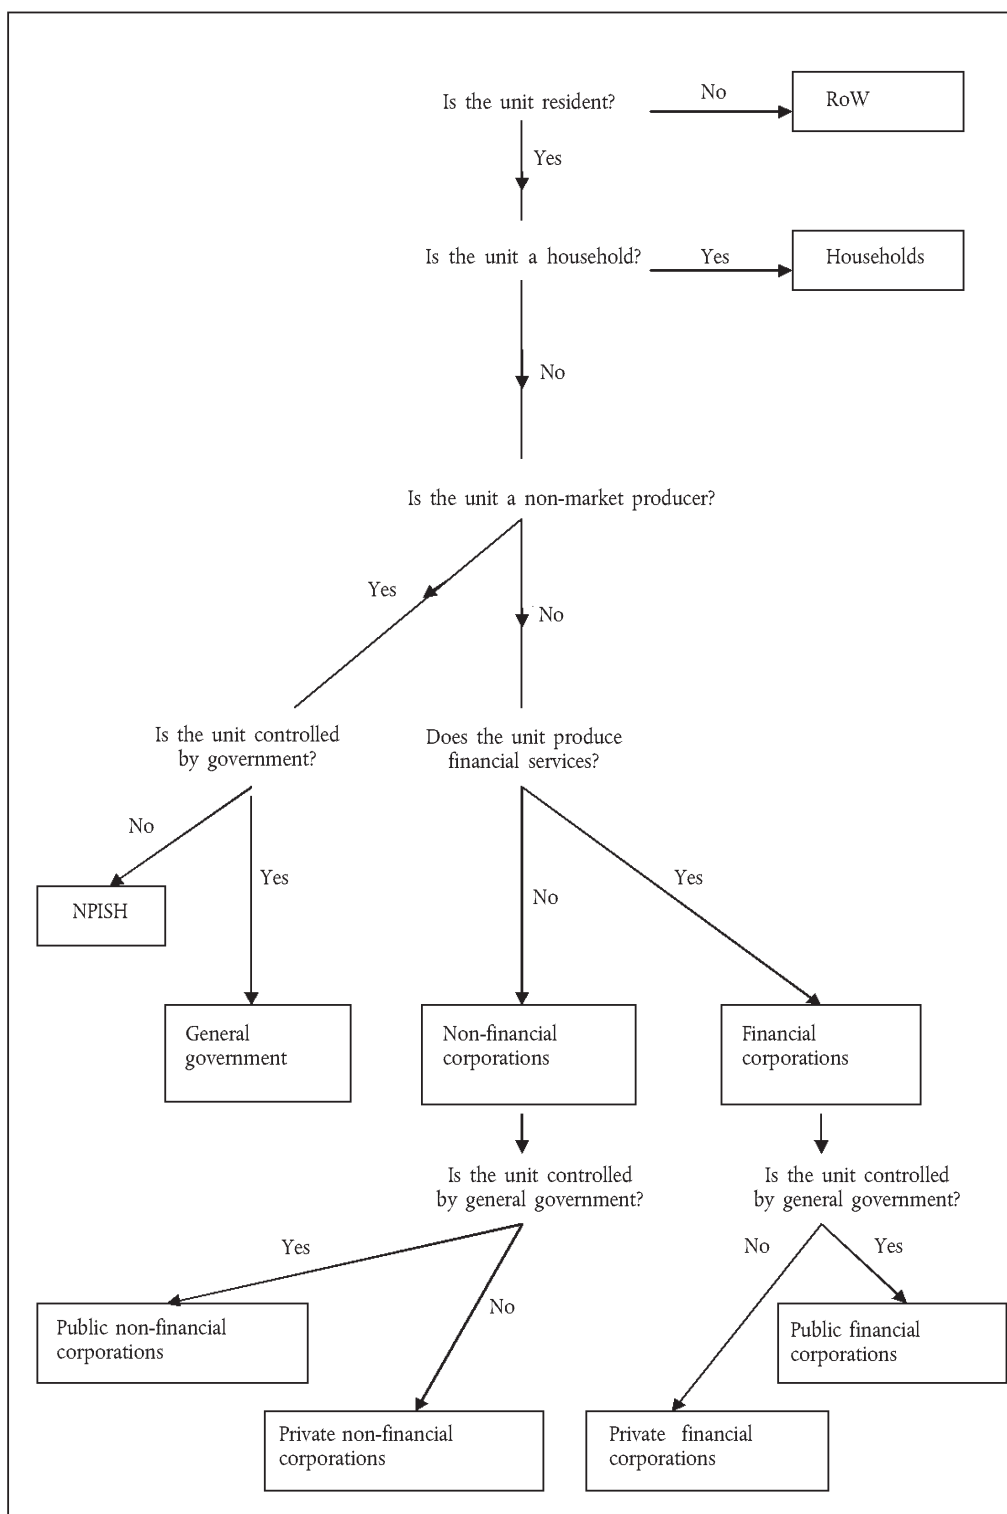 Is the unit resident?
No
RoW
Yes
Is the unit a household?
Yes
Households
No
Is the unit a non-market producer?
Yes
No
Is the unit controlled
by government?
Does the unit produce
financial services?
No
Yes
No
Yes
NPISH
General
government
Non-financial
corporations
Financial
corporations
Is the unit controlled
by general government?
Is the unit controlled
by general government?
Yes
No
No
Yes
Public non-financial
corporations
Public financial
corporations
Private non-financial
corporations
Private financial
corporations